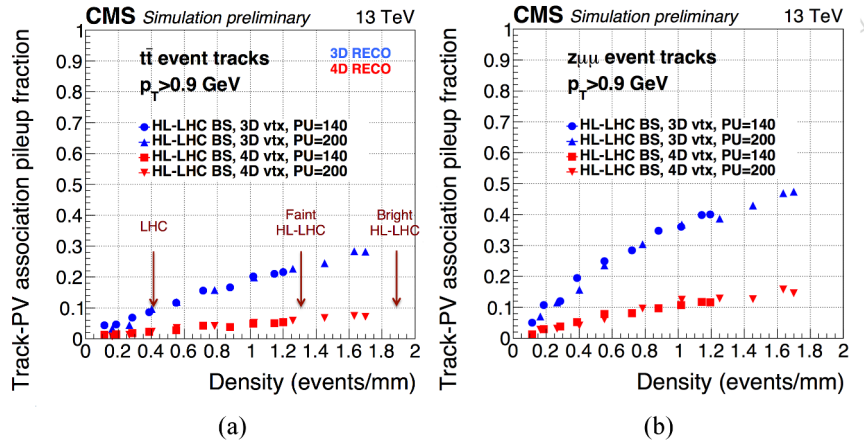 CMS Simulation preliminary 13 TeV
Track-PV association pileup fraction
1
0.9
0.8
0.7
0.6
0.5
0.4
0.3
0.2
0.1
0
tt̄ event tracks
p_T>0.9 GeV
3D RECO
4D RECO
HL-LHC BS, 3D vtx, PU=140
HL-LHC BS, 3D vtx, PU=200
HL-LHC BS, 4D vtx, PU=140
HL-LHC BS, 4D vtx, PU=200
LHC
Faint
HL-LHC
Bright
HL-LHC
0 0.2 0.4 0.6 0.8 1 1.2 1.4 1.6 1.8 2
Density (events/mm)
(a)
CMS Simulation preliminary 13 TeV
Track-PV association pileup fraction
1
0.9
0.8
0.7
0.6
0.5
0.4
0.3
0.2
0.1
0
zμμ event tracks
p_T>0.9 GeV
HL-LHC BS, 3D vtx, PU=140
HL-LHC BS, 3D vtx, PU=200
HL-LHC BS, 4D vtx, PU=140
HL-LHC BS, 4D vtx, PU=200
0 0.2 0.4 0.6 0.8 1 1.2 1.4 1.6 1.8 2
Density (events/mm)
(b)